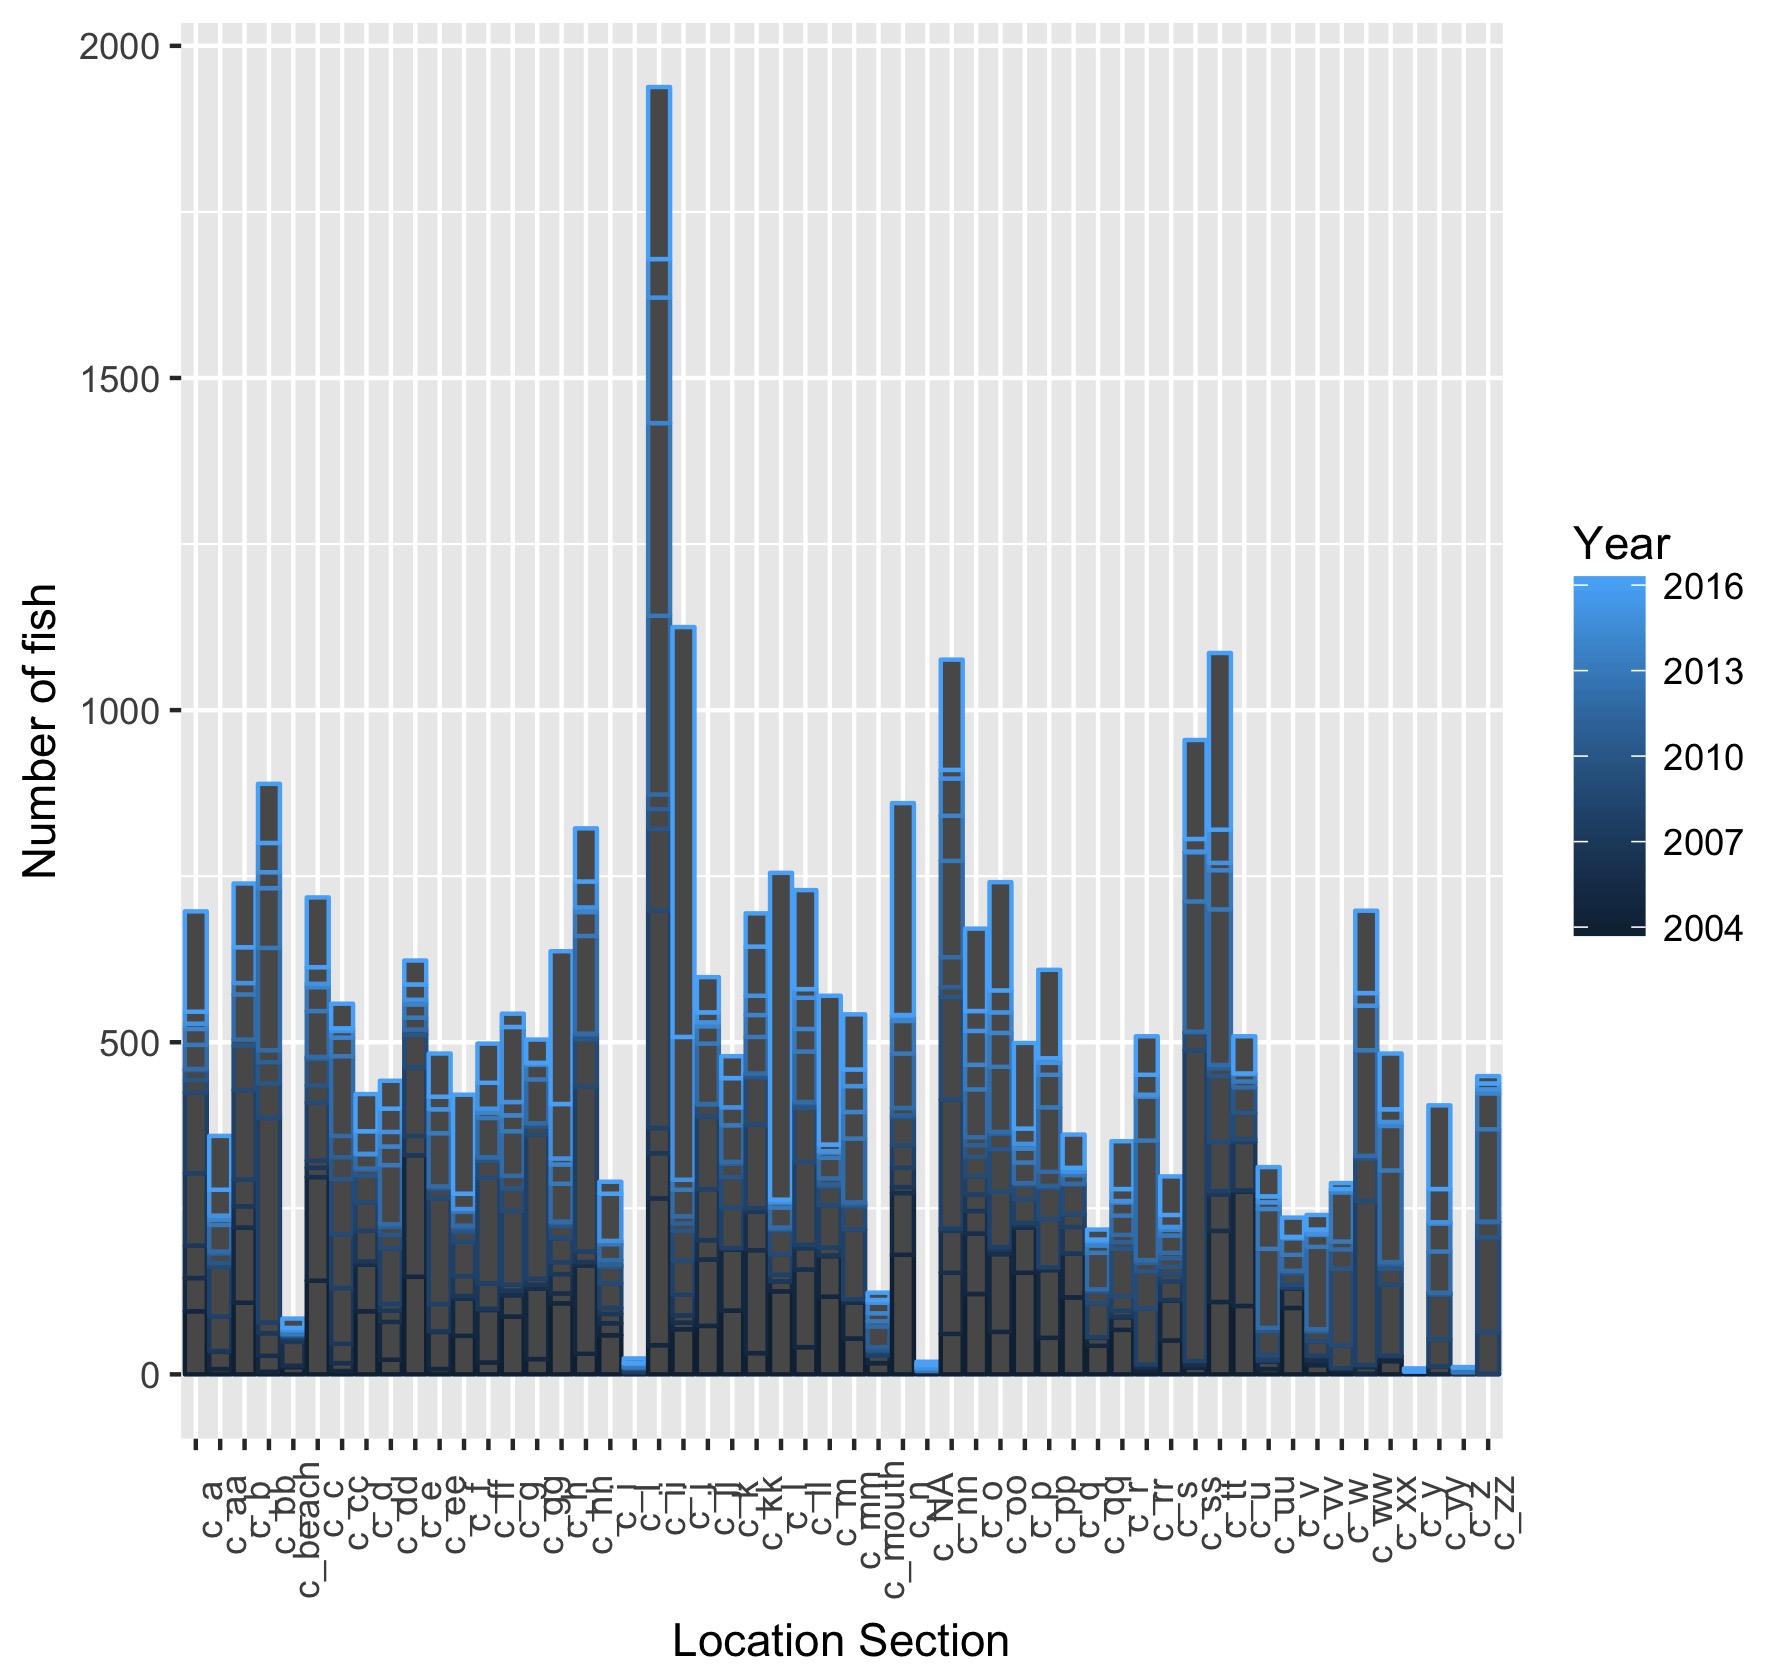 2000
1500
1000
500
0
Number of fish
c_a
c_aa
c_b
c_bb
c_beach
c_c
c_cc
c_d
c_dd
c_e
c_ee
c_f
c_ff
c_g
c_gg
c_h
c_hh
c_i
c_j
c_jj
c_k
c_kk
c_l
c_ll
c_m
c_mm
c_mouth
c_n
c_NA
c_nn
c_o
c_oo
c_p
c_pp
c_q
c_qq
c_r
c_rr
c_s
c_ss
c_tt
c_u
c_uu
c_v
c_vv
c_w
c_ww
c_xx
c_y
c_yy
c_z
c_zz
Location Section
Year
2016
2013
2010
2007
2004